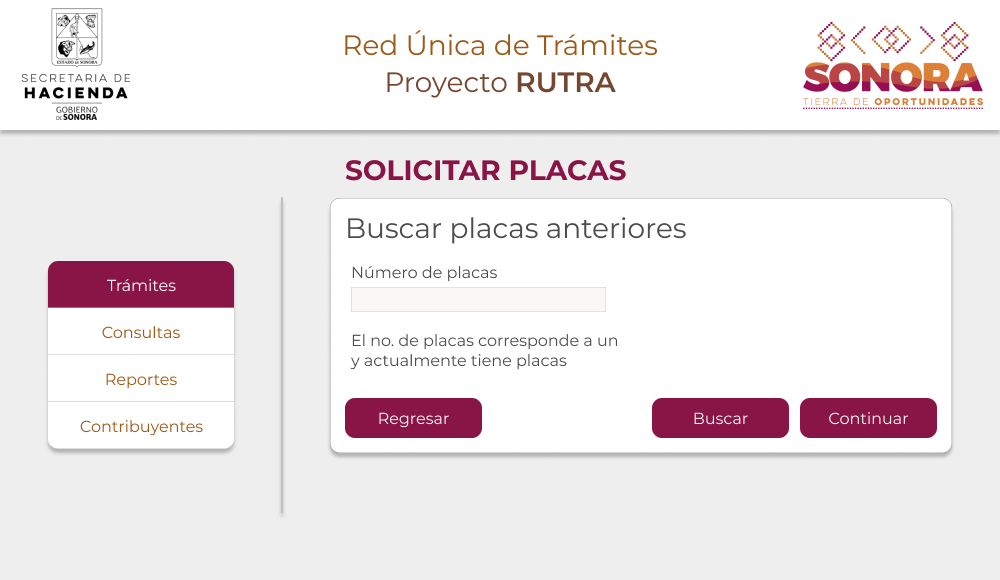 ESTADO DE SONORA
SECRETARIA DE
HACIENDA
GOBIERNO
DE SONORA
Red Única de Trámites
Proyecto RUTRA
SONORA
TIERRA DE OPORTUNIDADES
SOLICITAR PLACAS
Trámites
Consultas
Reportes
Contribuyentes
Buscar placas anteriores
Número de placas
El no. de placas corresponde a un
y actualmente tiene placas
Regresar
Buscar
Continuar